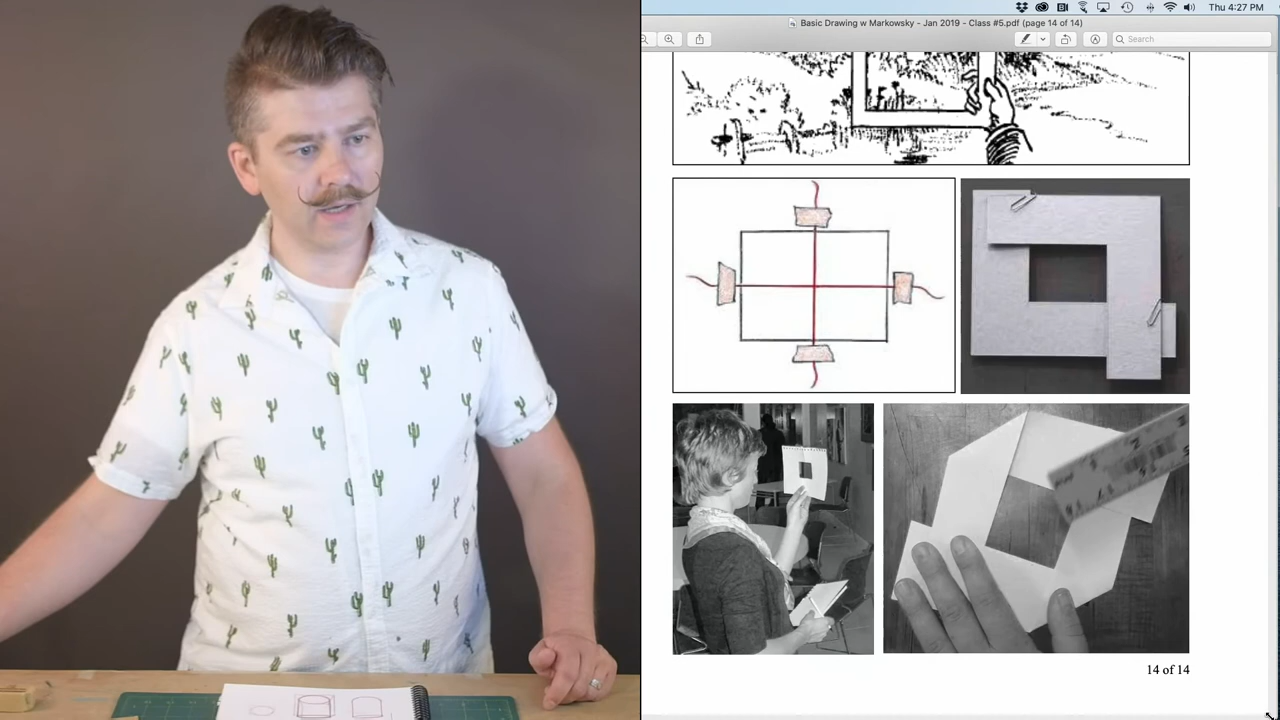 Thu 4:27 PM
Basic Drawing w Markowsky - Jan 2019 - Class #5.pdf (page 14 of 14)
Search
14 of 14